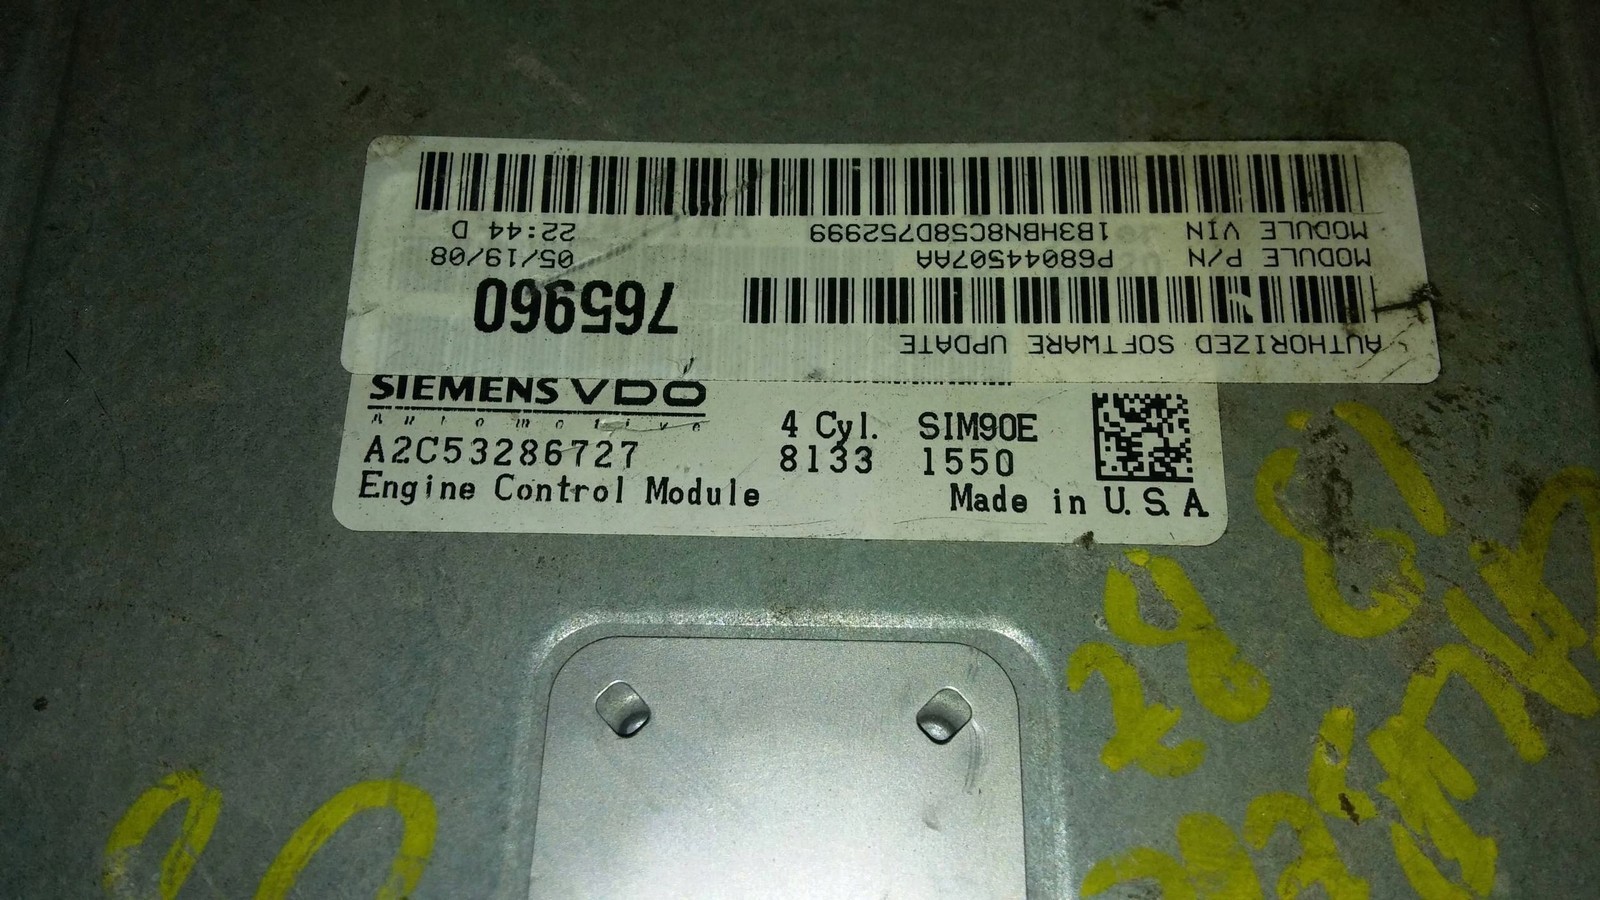 AUTHORIZED SOFTWARE UPDATE
765960
MODULE P/N P68044507AA 05/19/08
MODULE VIN 1B3HBN8C58D752999 22:44 D
SIEMENS VDO
Automotive
4 Cyl. SIM90E
A2C53286727 8133 1550
Engine Control Module Made in U.S.A